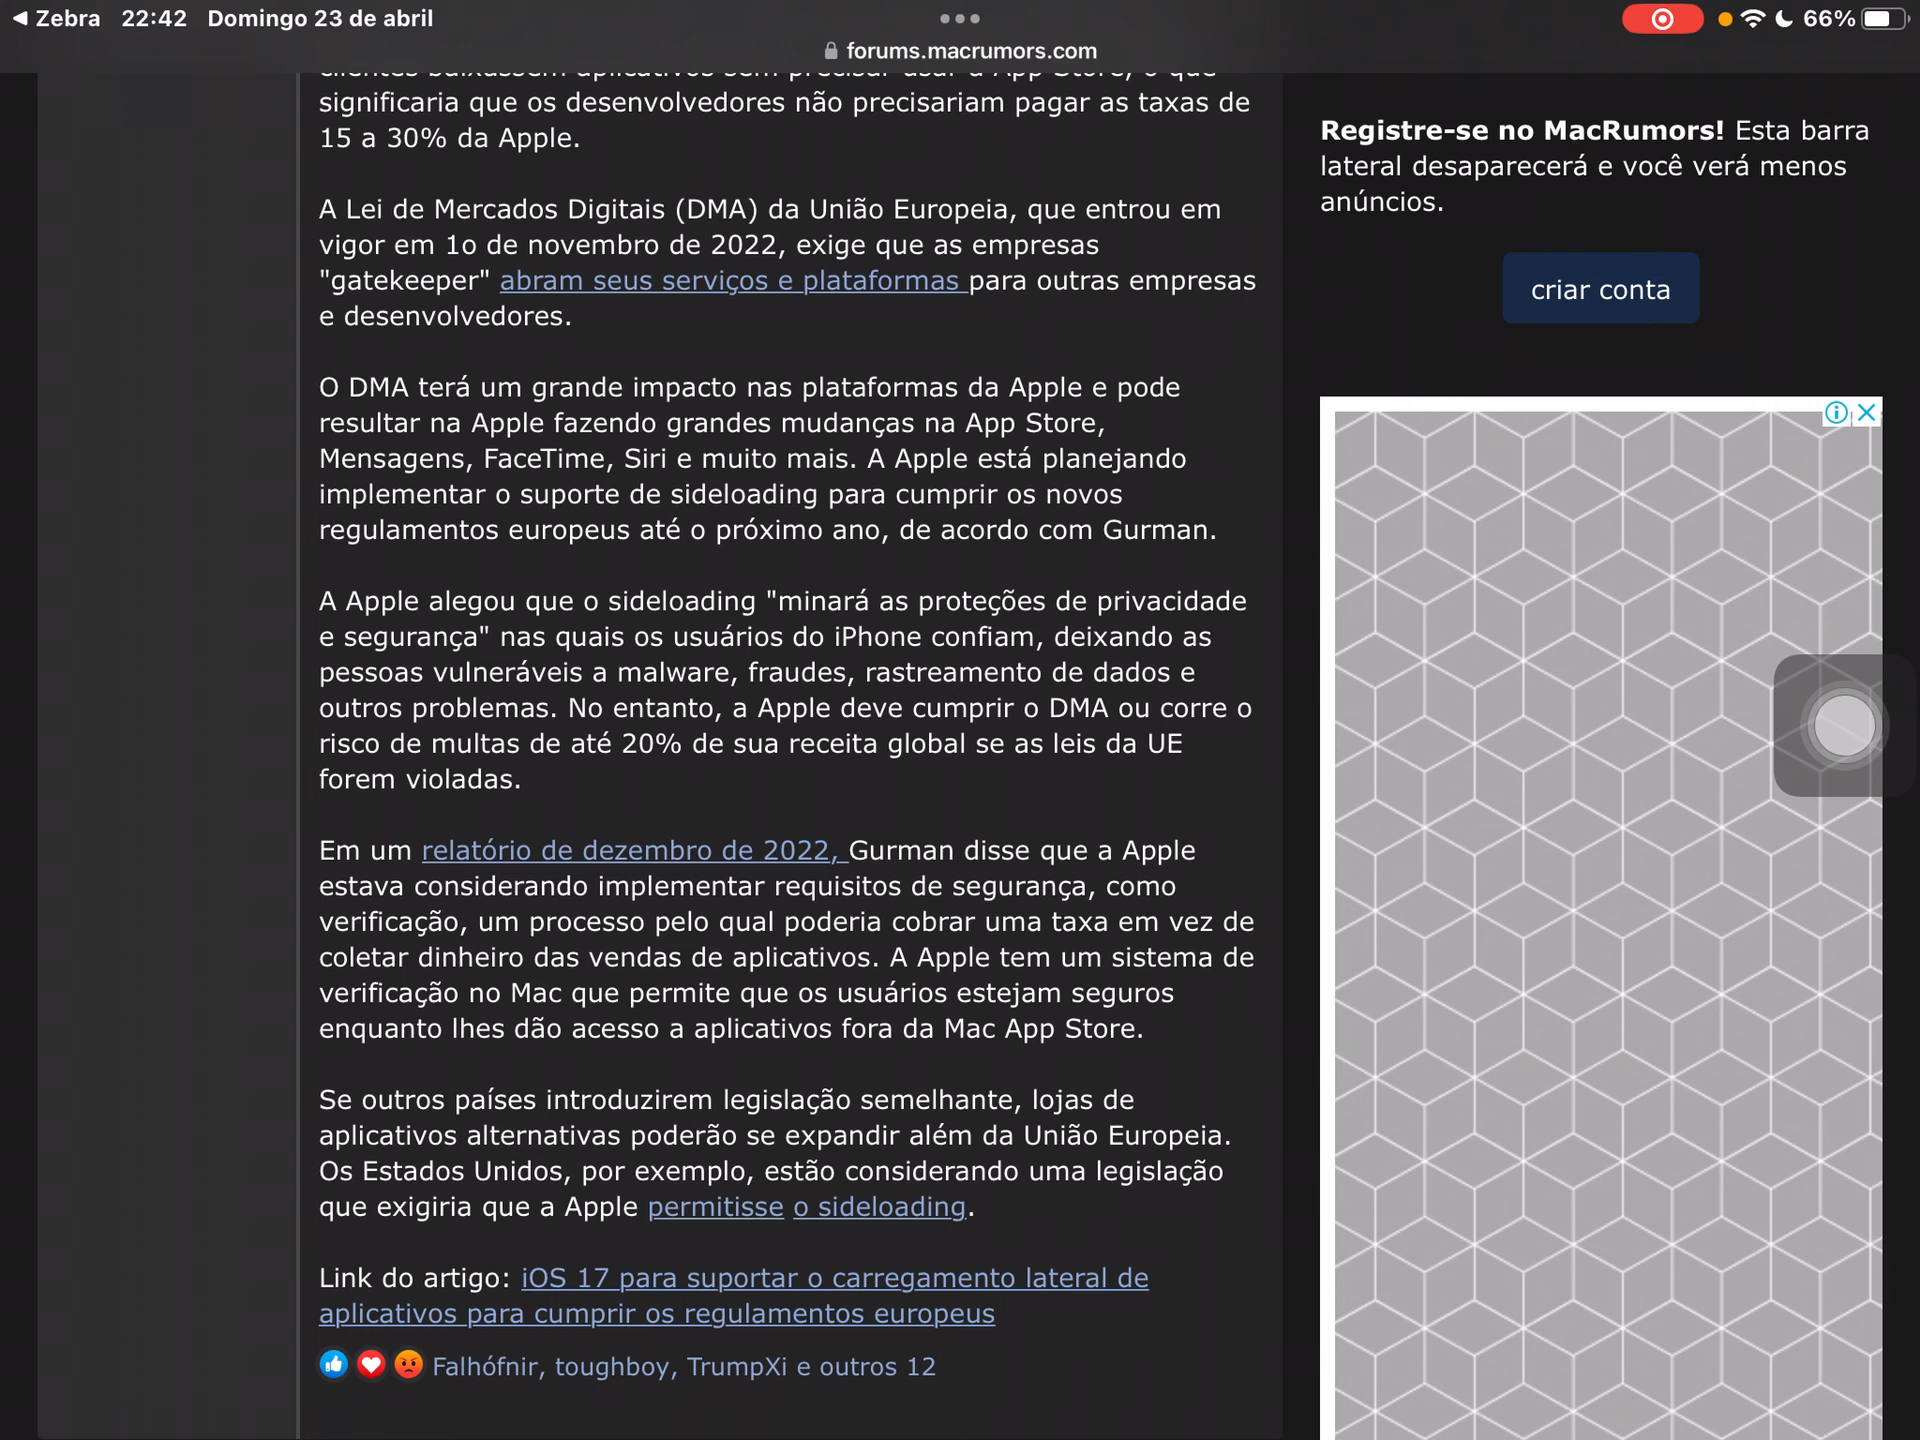 Zebra 22:42 Domingo 23 de abril
66%
forums.macrumors.com
clientes baixassem aplicativos sem precisar usar a App Store, o que
significaria que os desenvolvedores não precisariam pagar as taxas de
15 a 30% da Apple.
A Lei de Mercados Digitais (DMA) da União Europeia, que entrou em
vigor em 1o de novembro de 2022, exige que as empresas
"gatekeeper" abram seus serviços e plataformas para outras empresas
e desenvolvedores.
O DMA terá um grande impacto nas plataformas da Apple e pode
resultar na Apple fazendo grandes mudanças na App Store,
Mensagens, FaceTime, Siri e muito mais. A Apple está planejando
implementar o suporte de sideloading para cumprir os novos
regulamentos europeus até o próximo ano, de acordo com Gurman.
A Apple alegou que o sideloading "minará as proteções de privacidade
e segurança" nas quais os usuários do iPhone confiam, deixando as
pessoas vulneráveis a malware, fraudes, rastreamento de dados e
outros problemas. No entanto, a Apple deve cumprir o DMA ou corre o
risco de multas de até 20% de sua receita global se as leis da UE
forem violadas.
Em um relatório de dezembro de 2022, Gurman disse que a Apple
estava considerando implementar requisitos de segurança, como
verificação, um processo pelo qual poderia cobrar uma taxa em vez de
coletar dinheiro das vendas de aplicativos. A Apple tem um sistema de
verificação no Mac que permite que os usuários estejam seguros
enquanto lhes dão acesso a aplicativos fora da Mac App Store.
Se outros países introduzirem legislação semelhante, lojas de
aplicativos alternativas poderão se expandir além da União Europeia.
Os Estados Unidos, por exemplo, estão considerando uma legislação
que exigiria que a Apple permitisse o sideloading.
Link do artigo: iOS 17 para suportar o carregamento lateral de
aplicativos para cumprir os regulamentos europeus
Falhófnir, toughboy, TrumpXi e outros 12
Registre-se no MacRumors! Esta barra
lateral desaparecerá e você verá menos
anúncios.
criar conta